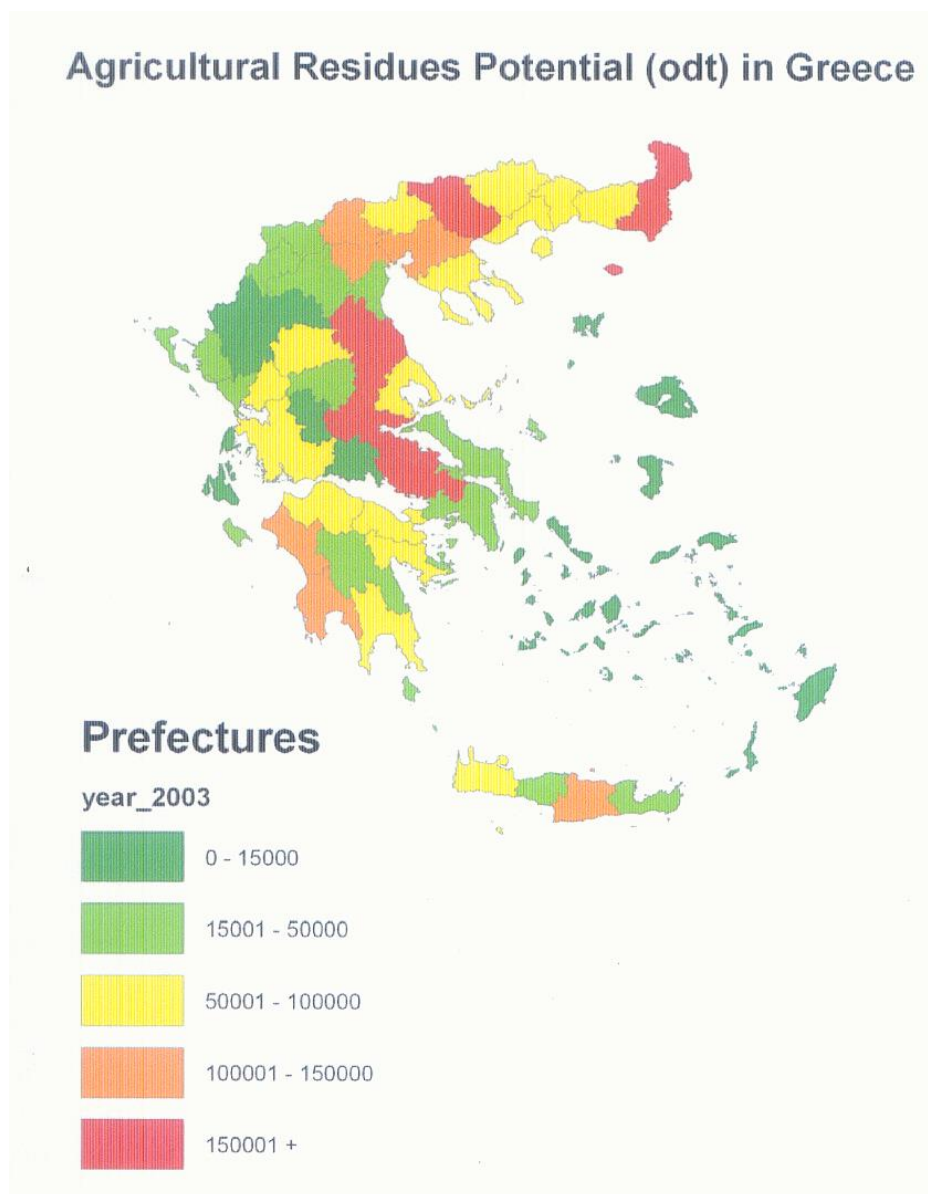 Agricultural Residues Potential (odt) in Greece
Prefectures
year_2003
0 - 15000
15001 - 50000
50001 - 100000
100001 - 150000
150001 +